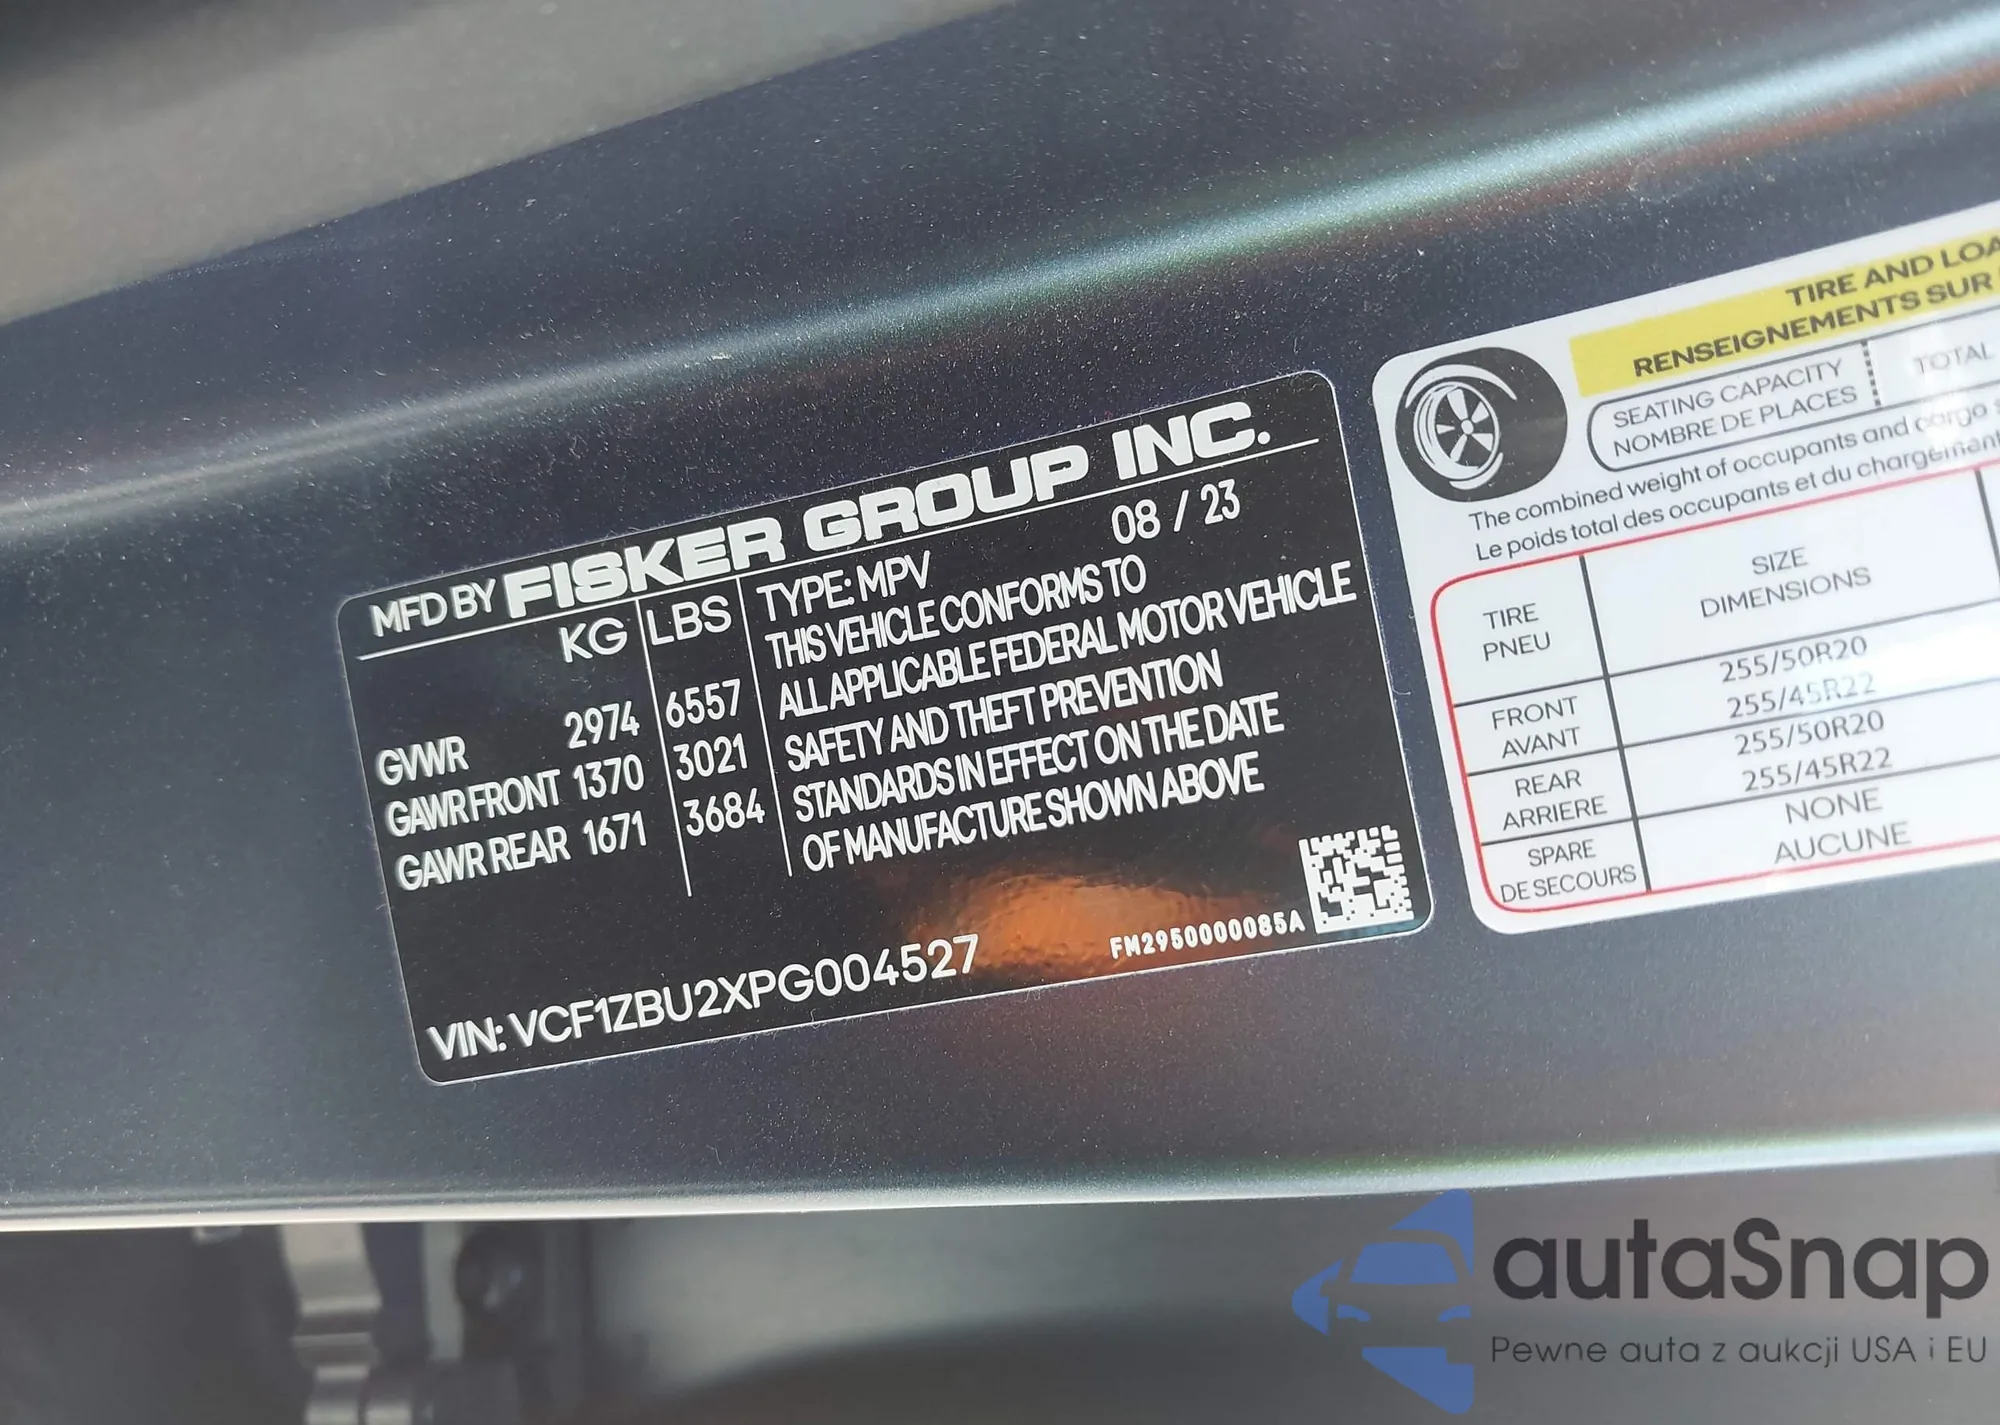 MFD BY FISKER GROUP INC.
KG LBS
GVWR 2974 6557
GAWR FRONT 1370 3021
GAWR REAR 1671 3684
TYPE: MPV 08 / 23
THIS VEHICLE CONFORMS TO
ALL APPLICABLE FEDERAL MOTOR VEHICLE
SAFETY AND THEFT PREVENTION
STANDARDS IN EFFECT ON THE DATE
OF MANUFACTURE SHOWN ABOVE
VIN: VCF1ZBU2XPG004527
FM2950000085A
TIRE AND
RENSEIGNEMENTS SUR
SEATING CAPACITY
NOMBRE DE PLACES
TOTAL
The combined weight of occupants and cargo
Le poids total des occupants et du chargement
TIRE
PNEU
SIZE
DIMENSIONS
FRONT
AVANT
255/50R20
255/45R22
REAR
ARRIERE
255/50R20
255/45R22
SPARE
DE SECOURS
NONE
AUCUNE
autaSnap
Pewne auta z aukcji USA i EU